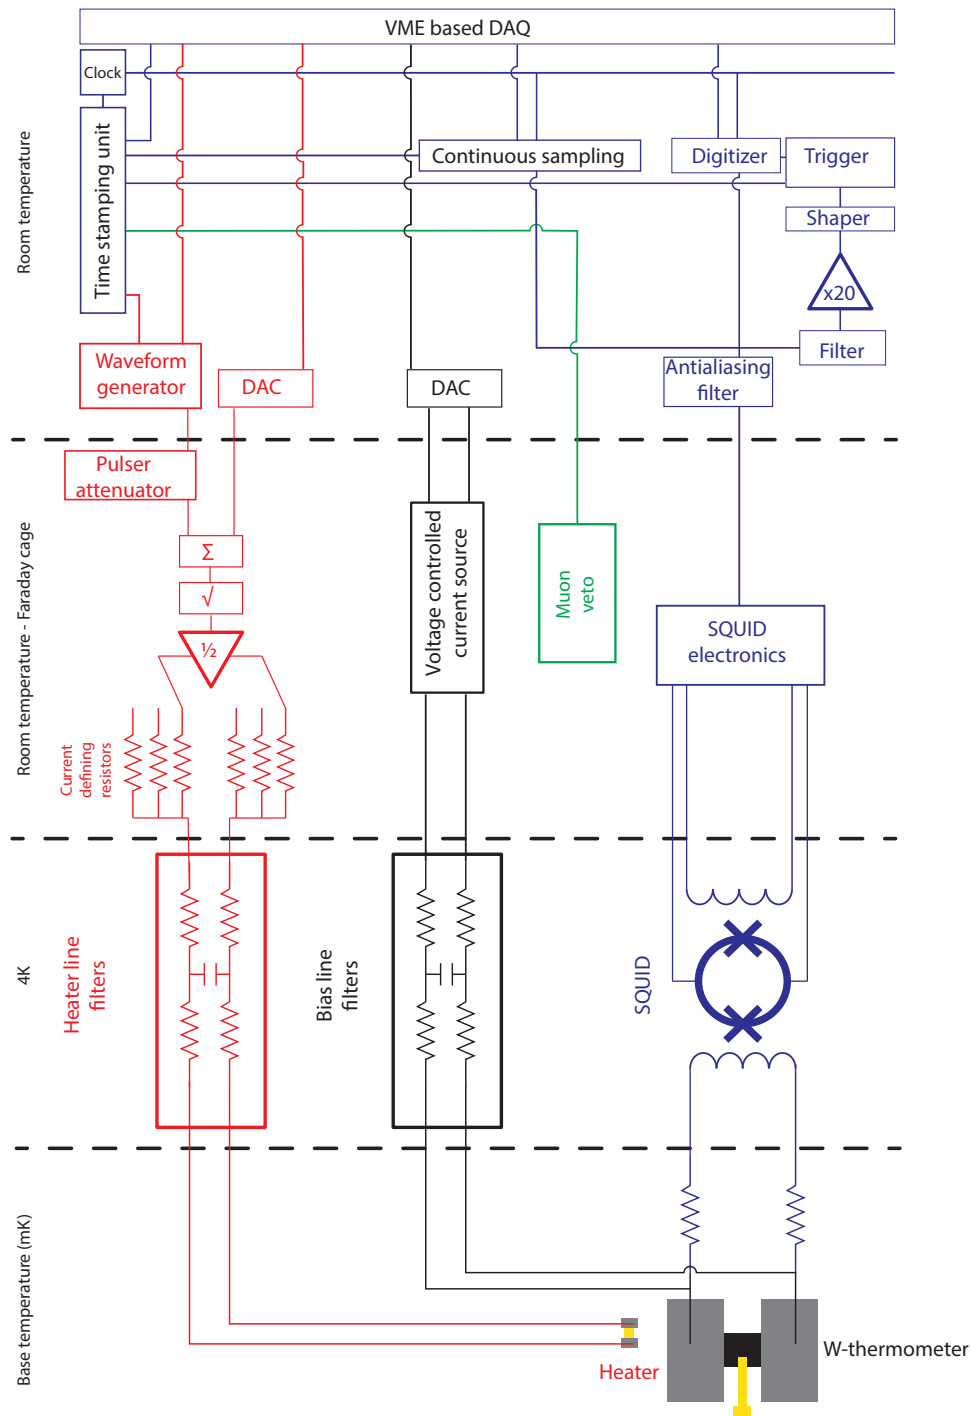 VME based DAQ
Clock
Time stamping unit
Continuous sampling
Digitizer
Trigger
Shaper
x20
Filter
Antialiasing
filter
Waveform
generator
DAC
DAC
Room temperature
Pulser
attenuator
Σ
√
½
Voltage controlled
current source
Muon
veto
SQUID
electronics
Current
defining
resistors
Room temperature - Faraday cage
Heater line
filters
Bias line
filters
SQUID
4K
Base temperature (mK)
Heater
W-thermometer